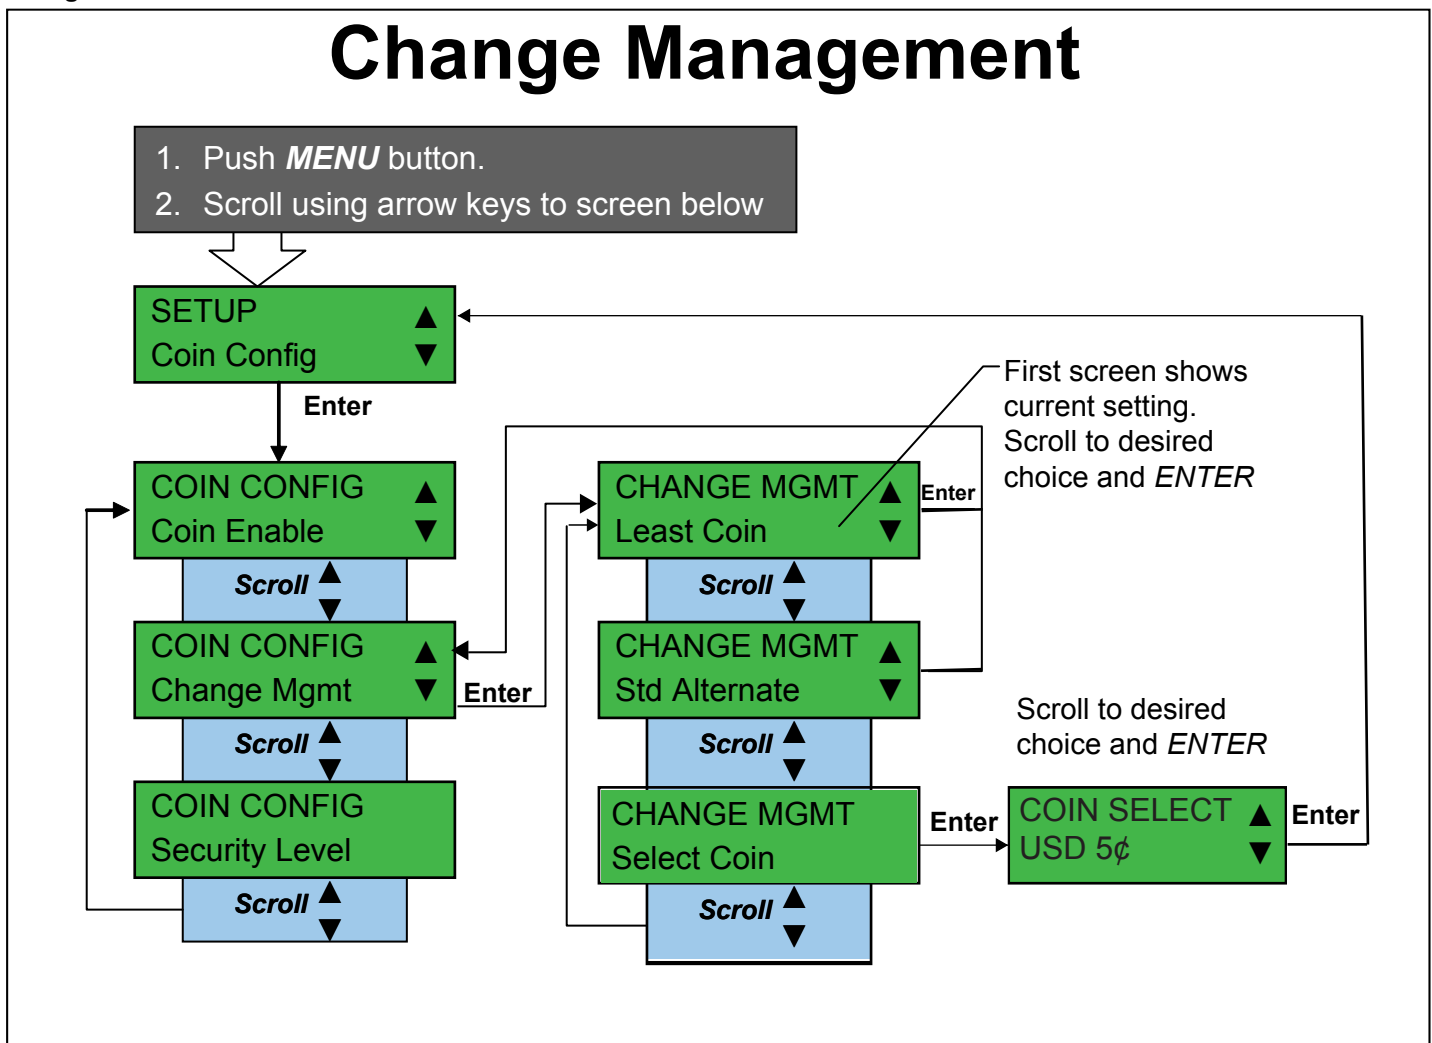 Change Management
1. Push MENU button.
2. Scroll using arrow keys to screen below
SETUP
Coin Config
Enter
First screen shows
current setting.
Scroll to desired
choice and ENTER
COIN CONFIG
Coin Enable
Scroll
COIN CONFIG
Change Mgmt
Enter
Scroll
COIN CONFIG
Security Level
Scroll
CHANGE MGMT
Least Coin
Enter
Scroll
CHANGE MGMT
Std Alternate
Scroll
CHANGE MGMT
Select Coin
Enter
Scroll
Scroll to desired
choice and ENTER
COIN SELECT
USD 5¢
Enter